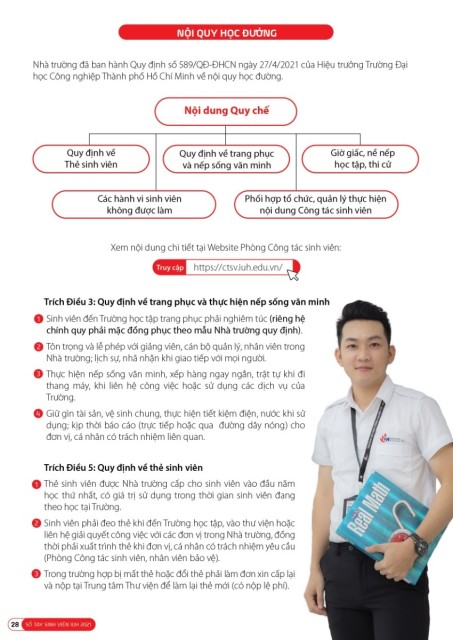 NỘI QUY HỌC ĐƯỜNG
Nhà trường đã ban hành Quy định số 589/QĐ-ĐHCN ngày 27/4/2021 của Hiệu trưởng Trường Đại
học Công nghiệp Thành phố Hồ Chí Minh về nội quy học đường.
Nội dung Quy chế
Quy định về
Thẻ sinh viên
Quy định về trang phục
và nếp sống văn minh
Giờ giấc, nề nếp
học tập, thi cử
Các hành vi sinh viên
không được làm
Phối hợp tổ chức, quản lý thực hiện
nội dung Công tác sinh viên
Xem nội dung chi tiết tại Website Phòng Công tác sinh viên:
Truy cập https://ctsv.iuh.edu.vn/
Trích Điều 3: Quy định về trang phục và thực hiện nếp sống văn minh
1 Sinh viên đến Trường học tập trang phục phải nghiêm túc (riêng hệ
chính quy phải mặc đồng phục theo mẫu Nhà trường quy định).
2 Tôn trọng và lễ phép với giảng viên, cán bộ quản lý, nhân viên trong
Nhà trường; lịch sự, nhã nhặn khi giao tiếp với mọi người.
3 Thực hiện nếp sống văn minh, xếp hàng ngay ngắn, trật tự khi đi
thang máy, khi liên hệ công việc hoặc sử dụng các dịch vụ của
Trường.
4 Giữ gìn tài sản, vệ sinh chung, thực hiện tiết kiệm điện, nước khi sử
dụng; kịp thời báo cáo (trực tiếp hoặc qua đường dây nóng) cho
đơn vị, cá nhân có trách nhiệm liên quan.
Trích Điều 5: Quy định về thẻ sinh viên
1 Thẻ sinh viên được Nhà trường cấp cho sinh viên vào đầu năm
học thứ nhất, có giá trị sử dụng trong thời gian sinh viên đang
theo học tại Trường.
2 Sinh viên phải đeo thẻ khi đến Trường học tập, vào thư viện hoặc
liên hệ giải quyết công việc với các đơn vị trong Nhà trường, đồng
thời phải xuất trình thẻ khi đơn vị, cá nhân có trách nhiệm yêu cầu
(Phòng Công tác sinh viên, nhân viên bảo vệ).
3 Trong trường hợp bị mất thẻ hoặc đổi thẻ phải làm đơn xin cấp lại
và nộp tại Trung tâm Thư viện để làm lại thẻ mới (có nộp lệ phí).
Real Math
28 SỔ TAY SINH VIÊN IUH 2021